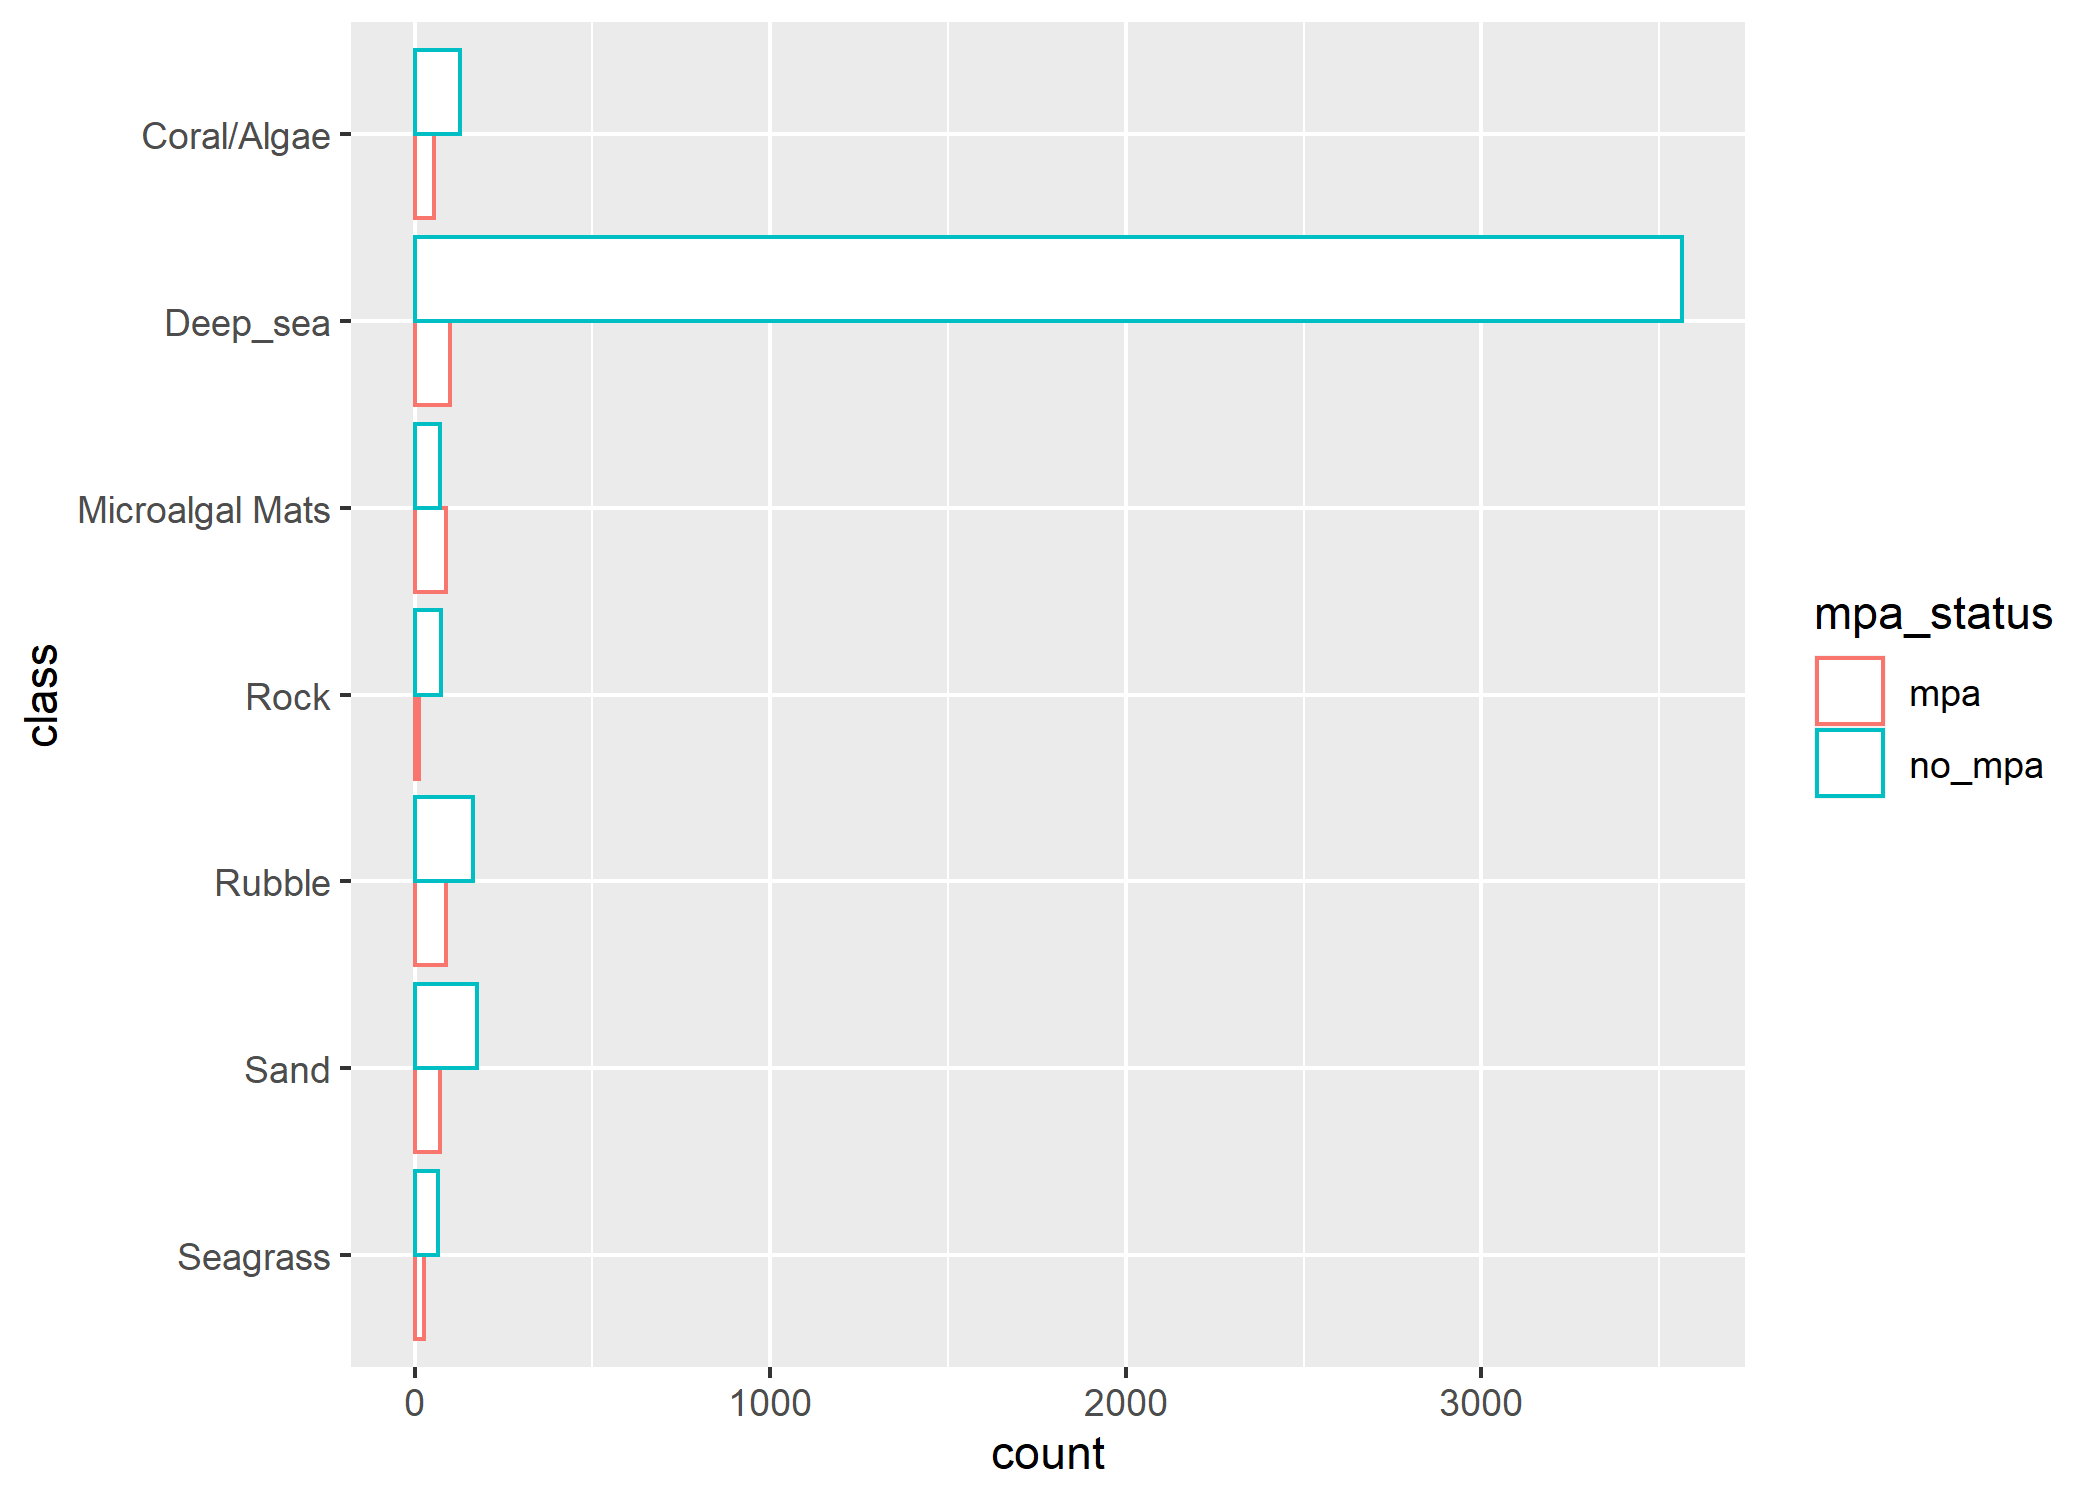 class
Coral/Algae
Deep_sea
Microalgal Mats
Rock
Rubble
Sand
Seagrass
0 1000 2000 3000
count
mpa_status
mpa
no_mpa